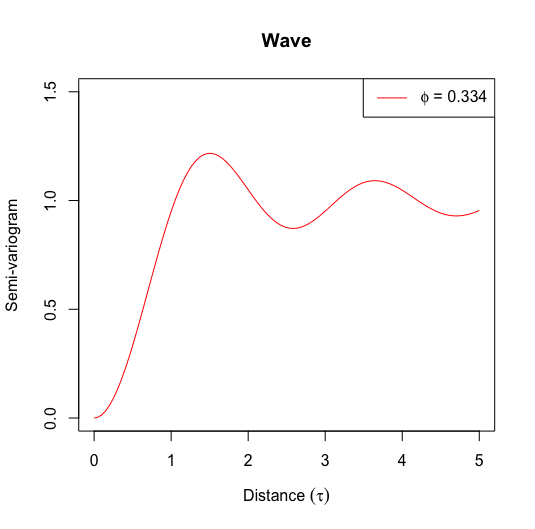 Wave
1.5
1.0
0.5
0.0
Semi-variogram
ϕ = 0.334
0 1 2 3 4 5
Distance (τ)